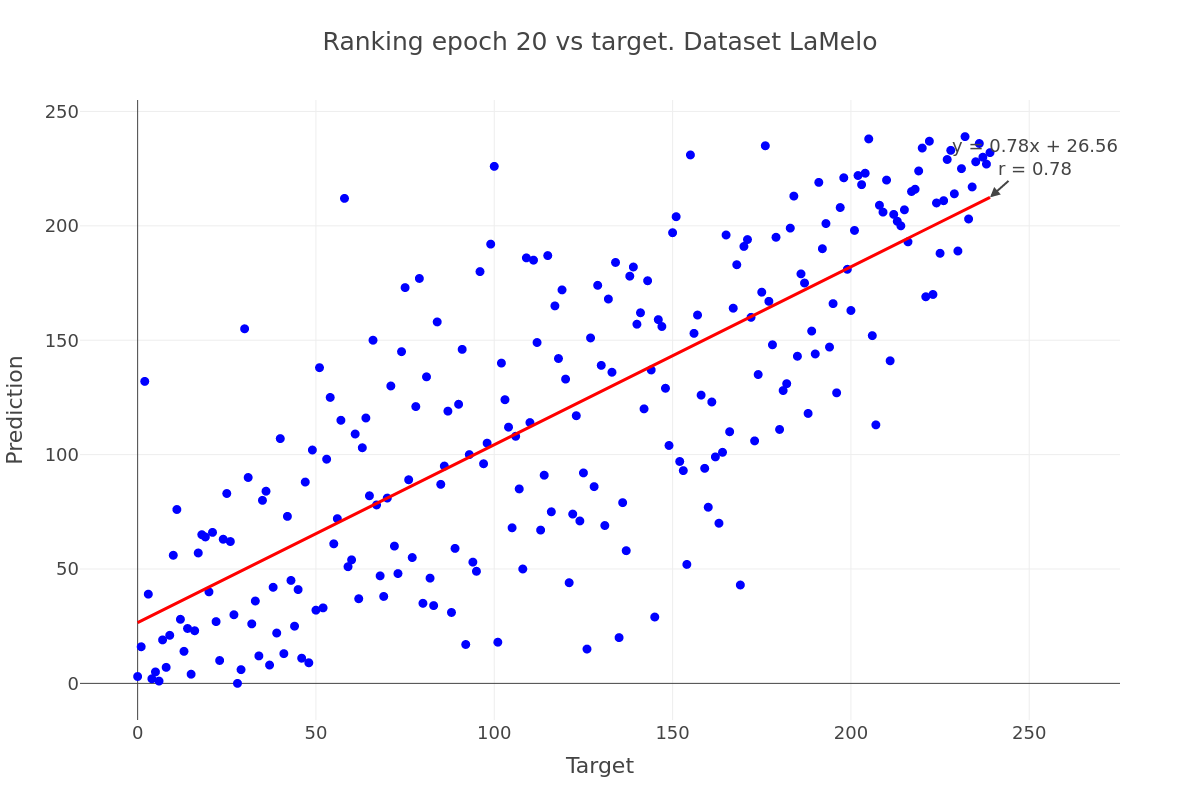 Ranking epoch 20 vs target. Dataset LaMelo
250
200
150
100
50
0
Prediction
y = 0.78x + 26.56
r = 0.78
0
50
100
150
200
250
Target